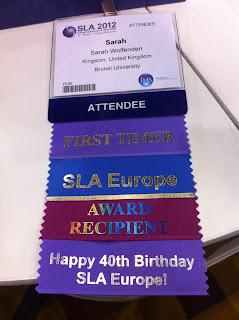 SLA 2012
ATTENDEE
Sarah
Sarah Wolfenden
Kingston, United Kingdom
Brunel University
IHS
ATTENDEE
FIRST TIMER
SLA Europe
AWARD
RECIPIENT
Happy 40th Birthday
SLA Europe!